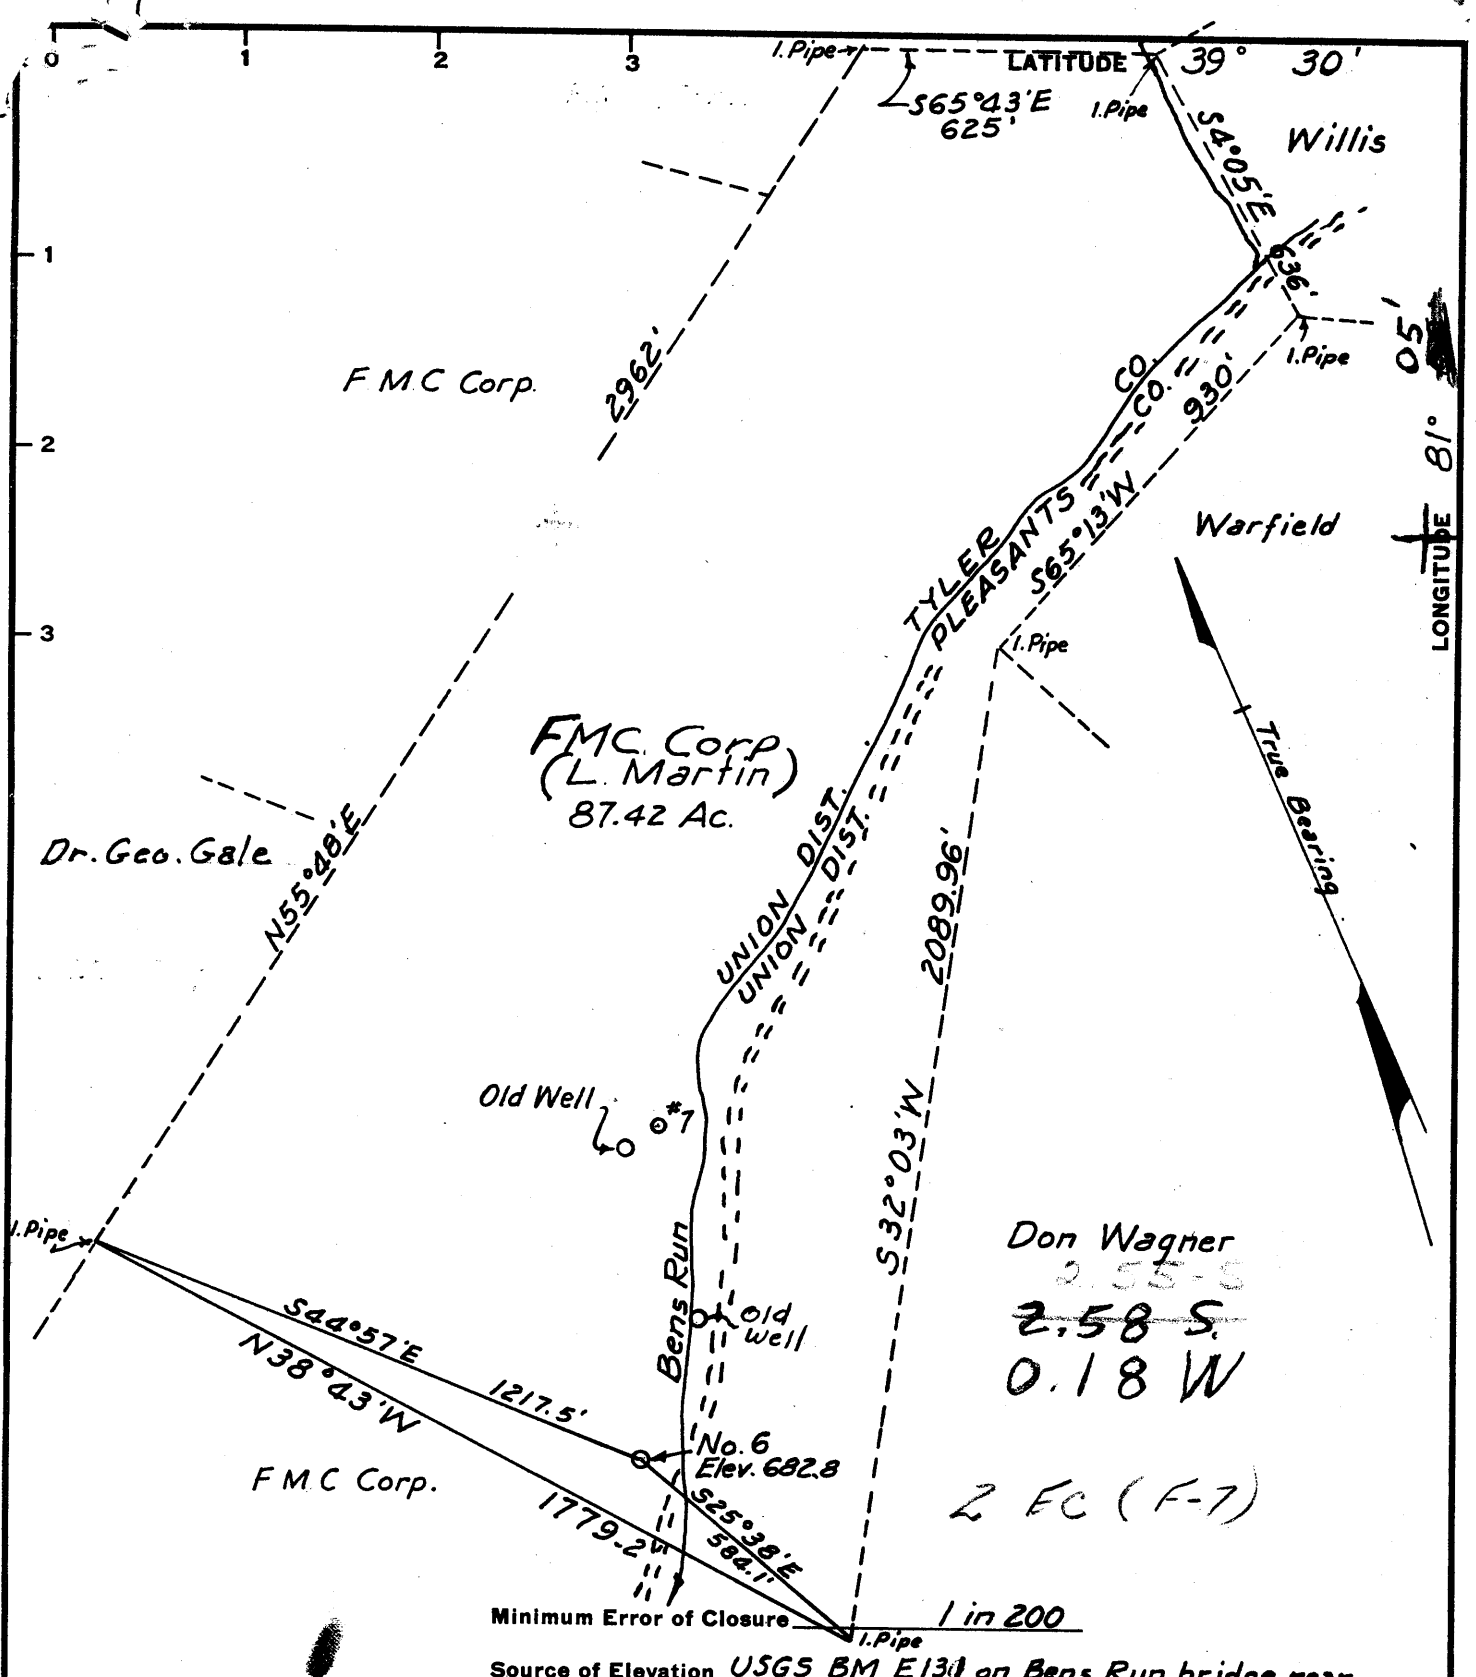 0 1 2 3
I.Pipe
LATITUDE 39° 30'
S65°43'E
625'
I.Pipe
S4°05'E
636'
Willis
1
2
3
I.Pipe
05'
LONGITUDE 81°
2962'
F.M.C Corp.
TYLER CO.
PLEASANTS CO.
930'
S65°13'W
Warfield
I.Pipe
True Bearing
FMC. Corp.
(L. Martin)
87.42 Ac.
UNION DIST.
UNION DIST.
N55°48'E
Dr. Geo. Gale
2089.96'
S32°03'W
Old Well
#7
I.Pipe
Bens Run
Old
Well
Don Wagner
2.55-S
2.58 S.
0.18 W
S44°57'E
1217.5'
N38°43'W
1779.2'
No. 6
Elev. 682.8
F M C Corp.
S25°38'E
584.1'
2 FC (F-7)
Minimum Error of Closure 1 in 200
I.Pipe
Source of Elevation USGS BM on Bens Run bridge near